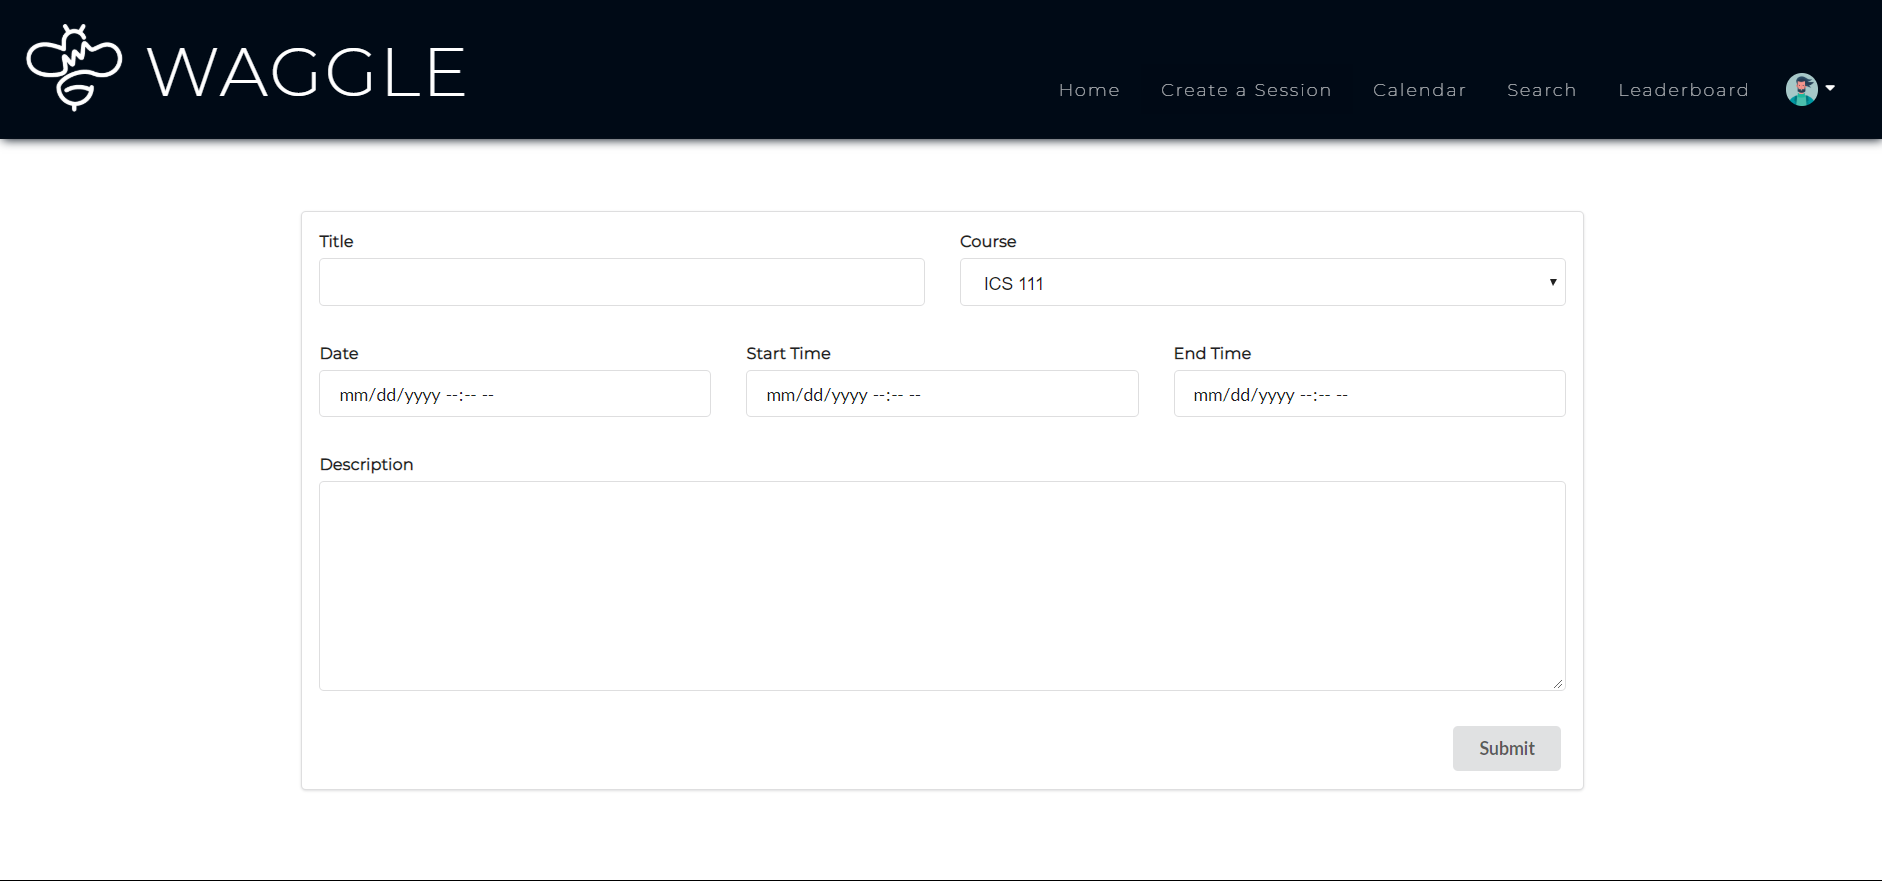 WAGGLE
Home Create a Session Calendar Search Leaderboard
Title Course
ICS 111
Date Start Time End Time
mm/dd/yyyy --:-- -- mm/dd/yyyy --:-- -- mm/dd/yyyy --:-- --
Description
Submit